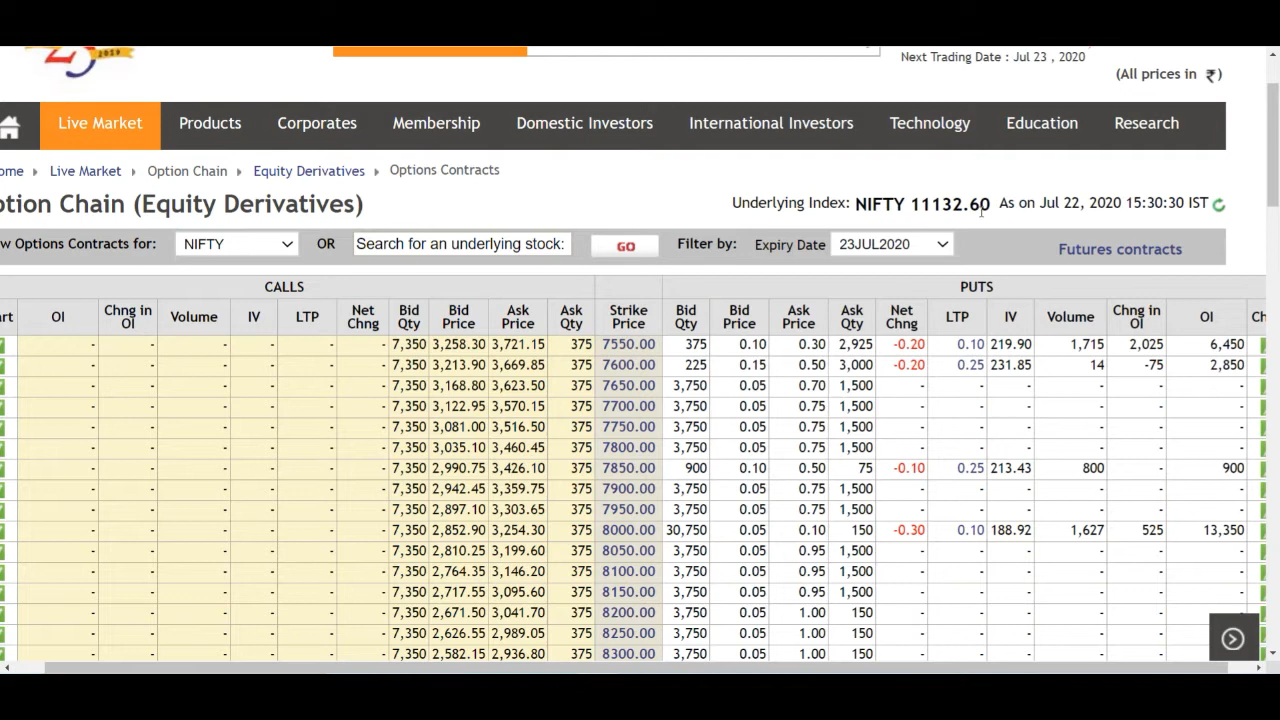 2020
Next Trading Date : Jul 23 , 2020
(All prices in ₹)
Live Market Products Corporates Membership Domestic Investors International Investors Technology Education Research
ome Live Market Option Chain Equity Derivatives Options Contracts
ption Chain (Equity Derivatives) Underlying Index: NIFTY 11132.60 As on Jul 22, 2020 15:30:30 IST
ew Options Contracts for: NIFTY OR Search for an underlying stock: GO Filter by: Expiry Date 23JUL2020 Futures contracts
CALLS PUTS
art OI Chng in OI Volume IV LTP Net Chng Bid Qty Bid Price Ask Price Ask Qty Strike Price Bid Qty Bid Price Ask Price Ask Qty Net Chng LTP IV Volume Chng in OI OI Ch
- - - - - - 7,350 3,258.30 3,721.15 375 7550.00 375 0.10 0.30 2,925 -0.20 0.10 219.90 1,715 2,025 6,450
- - - - - - 7,350 3,213.90 3,669.85 375 7600.00 225 0.15 0.50 3,000 -0.20 0.25 231.85 14 -75 2,850
- - - - - - 7,350 3,168.80 3,623.50 375 7650.00 3,750 0.05 0.70 1,500 - - - - - -
- - - - - - 7,350 3,122.95 3,570.15 375 7700.00 3,750 0.05 0.75 1,500 - - - - - -
- - - - - - 7,350 3,081.00 3,516.50 375 7750.00 3,750 0.05 0.75 1,500 - - - - - -
- - - - - - 7,350 3,035.10 3,460.45 375 7800.00 3,750 0.05 0.75 1,500 - - - - - -
- - - - - - 7,350 2,990.75 3,426.10 375 7850.00 900 0.10 0.50 75 -0.10 0.25 213.43 800 - 900
- - - - - - 7,350 2,942.45 3,359.75 375 7900.00 3,750 0.05 0.75 1,500 - - - - - -
- - - - - - 7,350 2,897.10 3,303.65 375 7950.00 3,750 0.05 0.75 1,500 - - - - - -
- - - - - - 7,350 2,852.90 3,254.30 375 8000.00 30,750 0.05 0.10 150 -0.30 0.10 188.92 1,627 525 13,350
- - - - - - 7,350 2,810.25 3,199.60 375 8050.00 3,750 0.05 0.95 1,500 - - - - - -
- - - - - - 7,350 2,764.35 3,146.20 375 8100.00 3,750 0.05 0.95 1,500 - - - - - -
- - - - - - 7,350 2,717.55 3,095.60 375 8150.00 3,750 0.05 0.95 1,500 - - - - - -
- - - - - - 7,350 2,671.50 3,041.70 375 8200.00 3,750 0.05 1.00 150 - - - - - -
- - - - - - 7,350 2,626.55 2,989.05 375 8250.00 3,750 0.05 1.00 150 - - - - - -
- - - - - - 7,350 2,582.15 2,936.80 375 8300.00 3,750 0.05 1.00 150 - - - - -